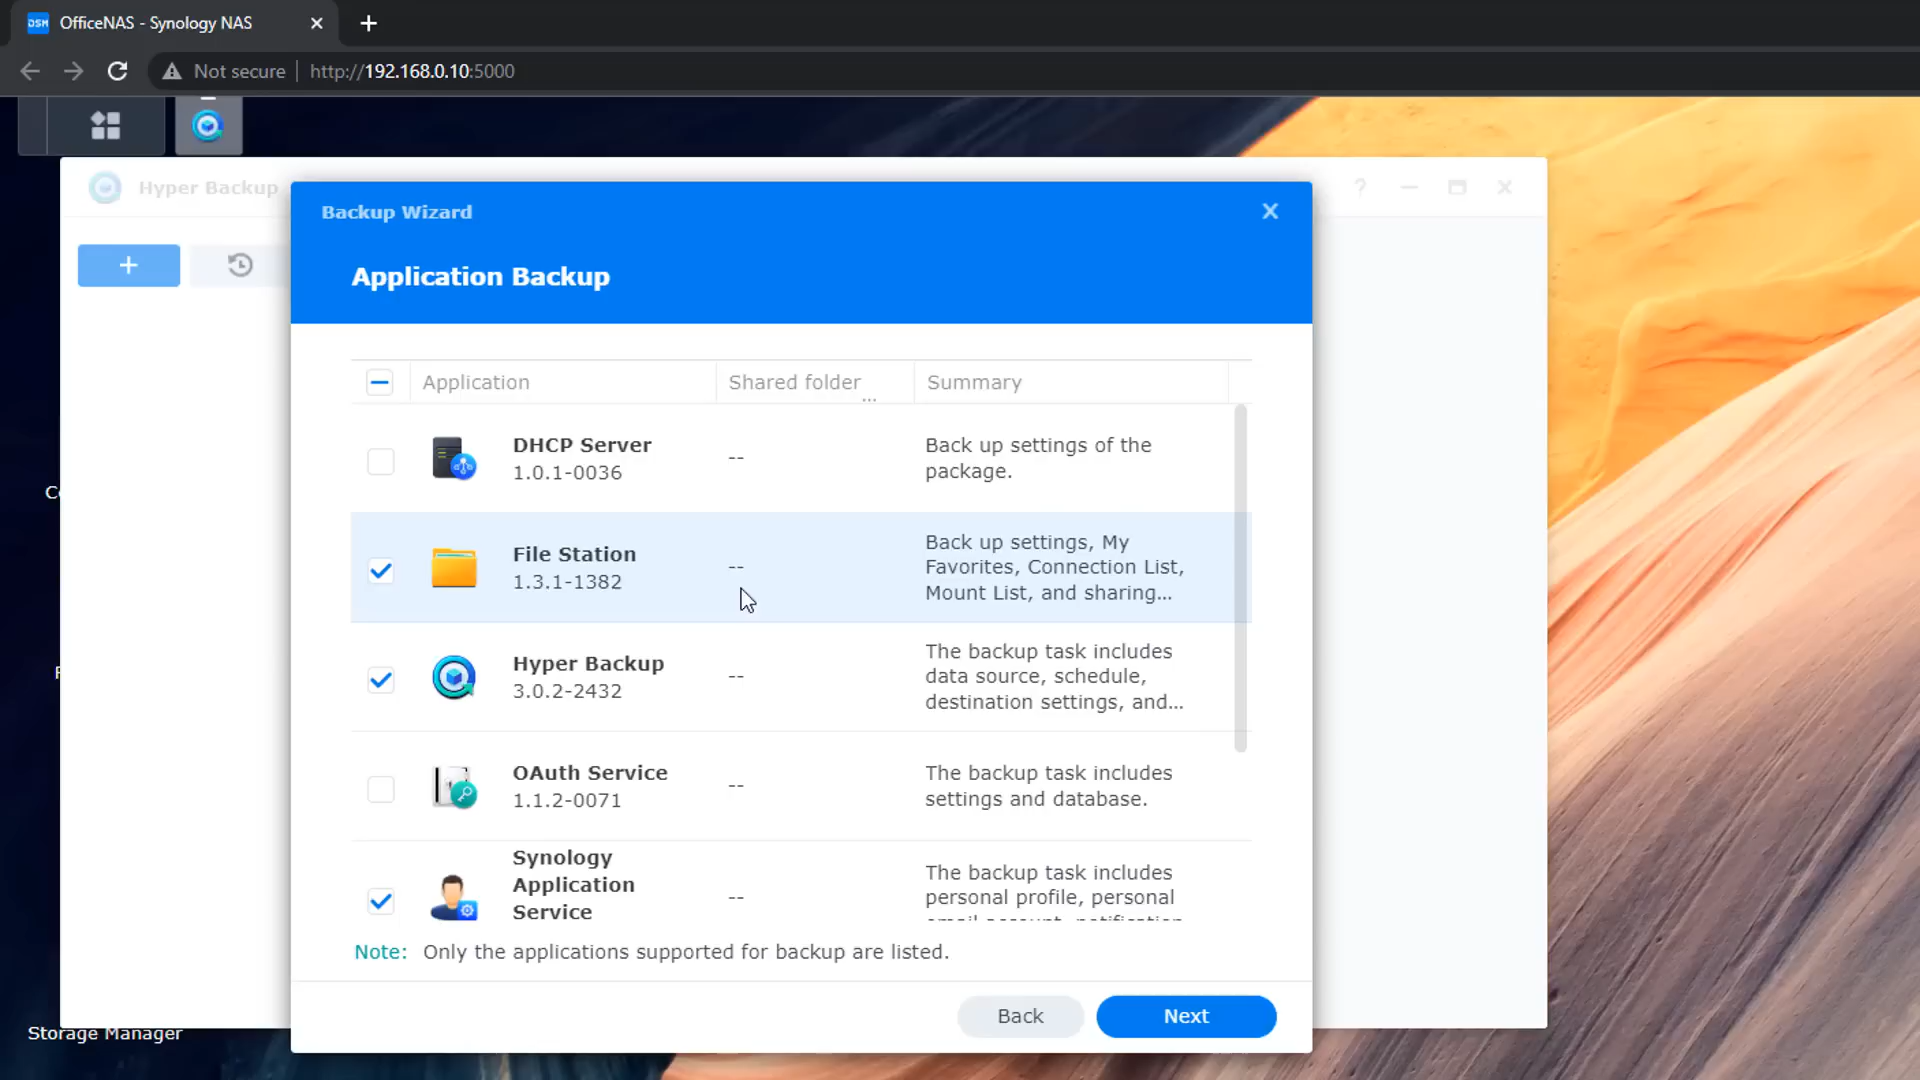 DSM OfficeNAS - Synology NAS
Not secure http://192.168.0.10:5000
Hyper Backup
Backup Wizard
Application Backup
Application
Shared folder ...
Summary
DHCP Server
1.0.1-0036
--
Back up settings of the
package.
File Station
1.3.1-1382
--
Back up settings, My
Favorites, Connection List,
Mount List, and sharing...
Hyper Backup
3.0.2-2432
--
The backup task includes
data source, schedule,
destination settings, and...
OAuth Service
1.1.2-0071
--
The backup task includes
settings and database.
Synology
Application
Service
--
The backup task includes
personal profile, personal
email account, notification
Note: Only the applications supported for backup are listed.
Back
Next
Storage Manager